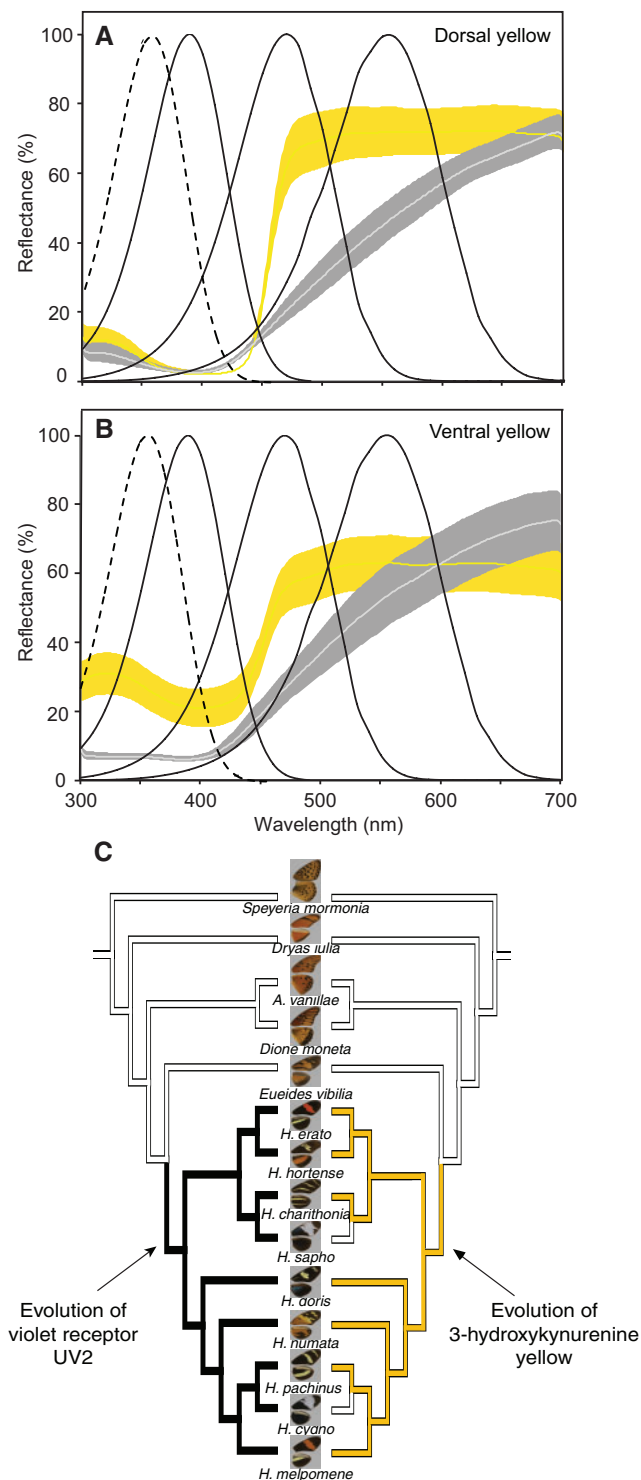 A
Dorsal yellow
100
80
60
40
20
0
Reflectance (%)
B
Ventral yellow
100
80
60
40
20
0
Reflectance (%)
300 400 500 600 700
Wavelength (nm)
C
Speyeria mormonia
Dryas iulia
A. vanillae
Dione moneta
Eueides vibilia
H. erato
H. hortense
H. charithonia
H. sapho
H. doris
H. numata
H. pachinus
H. cydno
H. melpomene
Evolution of
violet receptor
UV2
Evolution of
3-hydroxykynurenine
yellow